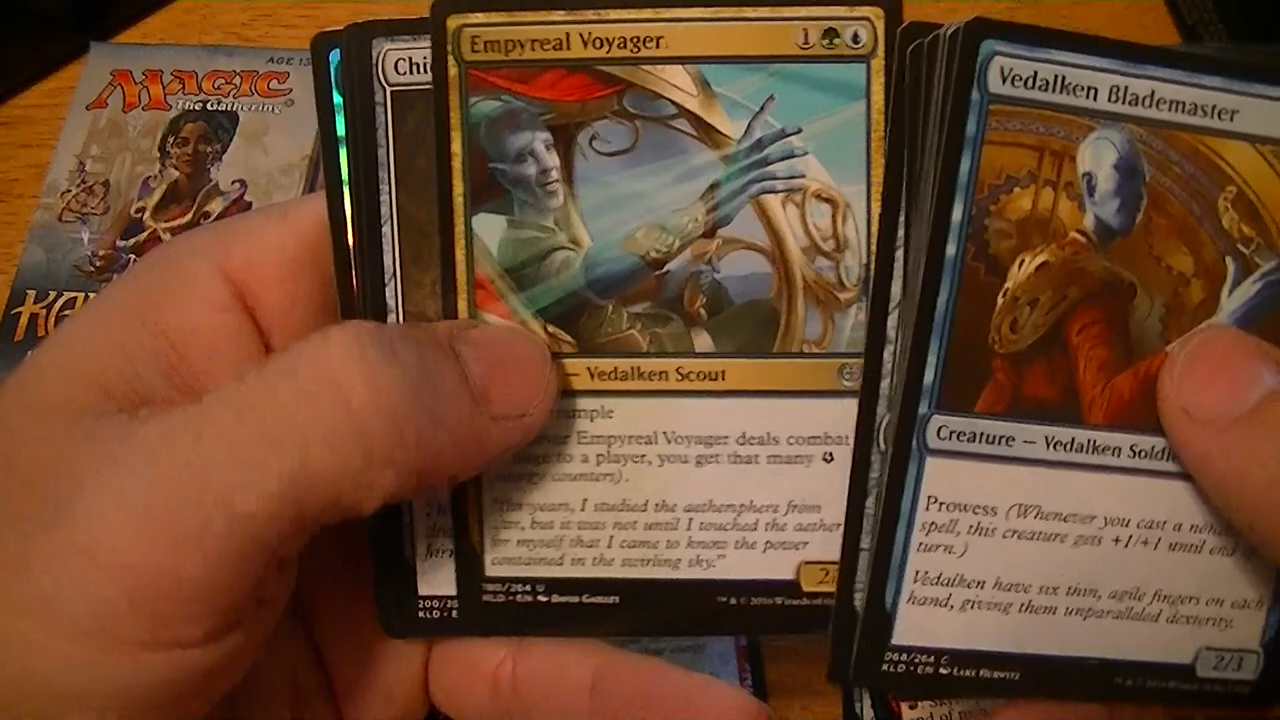 AGE 13
MAGIC
The Gathering®
KA
Chi
200/26
KLD • E
Empyreal Voyager
1
— Vedalken Scout
Empyreal Voyager deals combat
to a player, you get that many
counters).
years, I studied the aethersphere from
but it was not until I touched the aether
for myself that I came to know the power
contained in the swirling sky."
2/
180/264 U
KLD • EN
™ & © 2016 Wizards of
Vedalken Blademaster
Creature — Vedalken Soldi
Prowess (Whenever you cast a nonc
spell, this creature gets +1/+1 until end
turn.)
Vedalken have six thin, agile fingers on each
hand, giving them unparalleled dexterity.
2/3
068/264 C
KLD • EN Lake Hurwitz